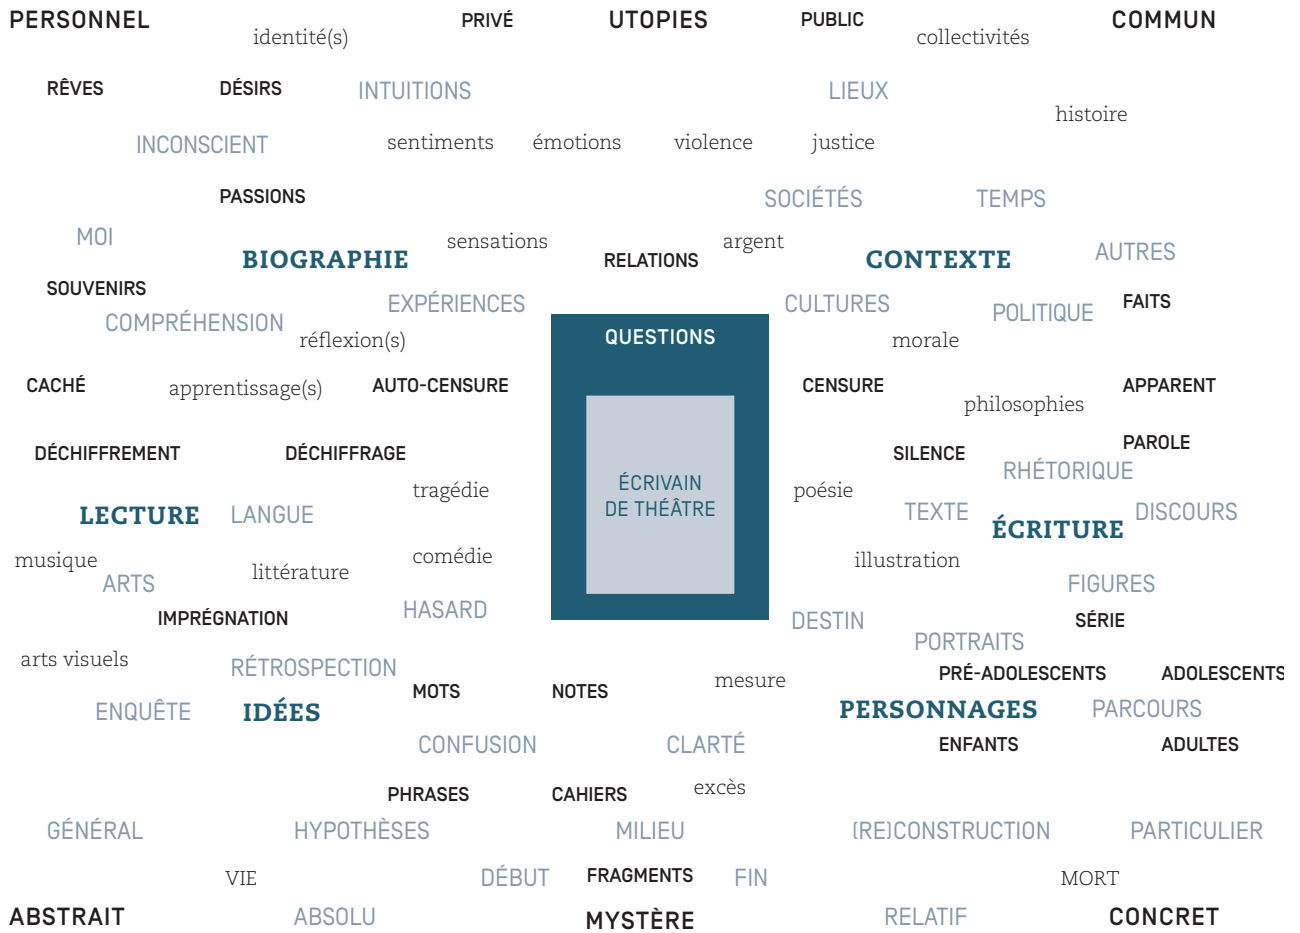 PERSONNEL PRIVÉ UTOPIES PUBLIC COMMUN
identité(s) collectivités
RÊVES DÉSIRS INTUITIONS LIEUX
histoire
INCONSCIENT sentiments émotions violence justice
PASSIONS SOCIÉTÉS TEMPS
MOI sensations argent AUTRES
BIOGRAPHIE RELATIONS CONTEXTE
SOUVENIRS EXPÉRIENCES CULTURES POLITIQUE FAITS
COMPRÉHENSION réflexion(s) QUESTIONS morale
CACHÉ apprentissage(s) AUTO-CENSURE CENSURE APPARENT
philosophies
DÉCHIFFREMENT DÉCHIFFRAGE SILENCE PAROLE
RHÉTORIQUE
tragédie ÉCRIVAIN poésie
LECTURE LANGUE DE THÉÂTRE TEXTE ÉCRITURE DISCOURS
musique littérature comédie illustration
ARTS FIGURES
IMPRÉGNATION HASARD DESTIN SÉRIE
PORTRAITS
arts visuels RÉTROSPECTION mesure PRÉ-ADOLESCENTS ADOLESCENTS
ENQUÊTE IDÉES MOTS NOTES PERSONNAGES PARCOURS
CONFUSION CLARTÉ ENFANTS ADULTES
PHRASES CAHIERS excès
GÉNÉRAL HYPOTHÈSES MILIEU (RE)CONSTRUCTION PARTICULIER
VIE DÉBUT FRAGMENTS FIN MORT
ABSTRAIT ABSOLU MYSTÈRE RELATIF CONCRET